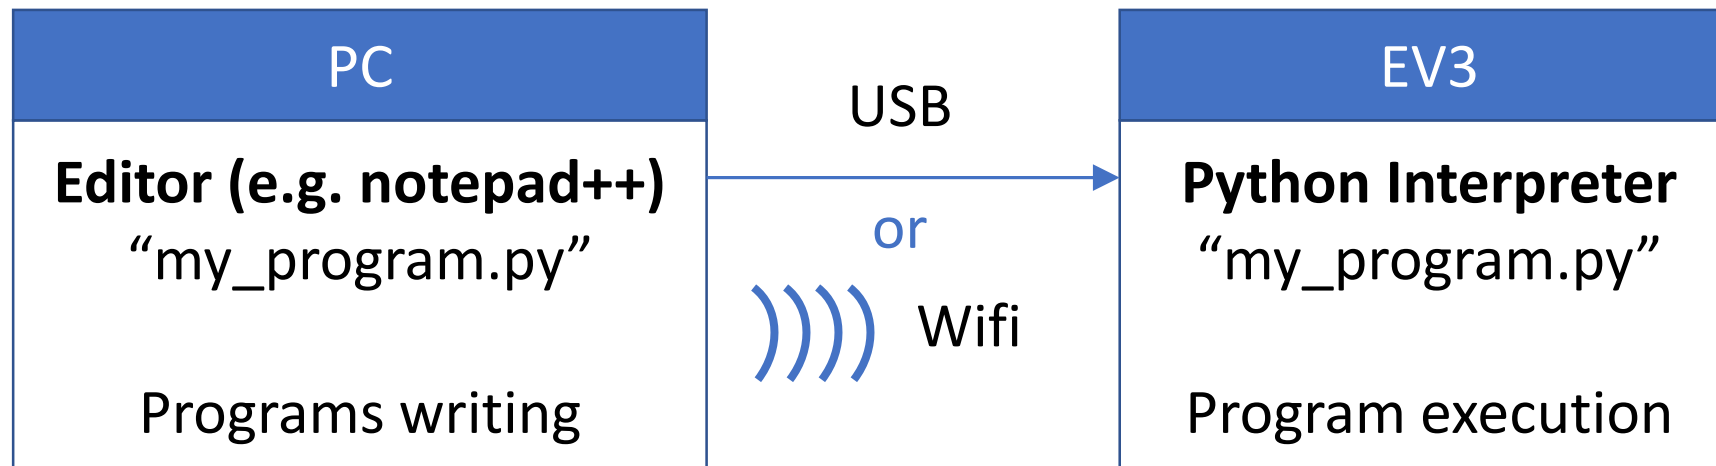 PC
Editor (e.g. notepad++)
“my_program.py”
Programs writing
USB
or
Wifi
EV3
Python Interpreter
“my_program.py”
Program execution